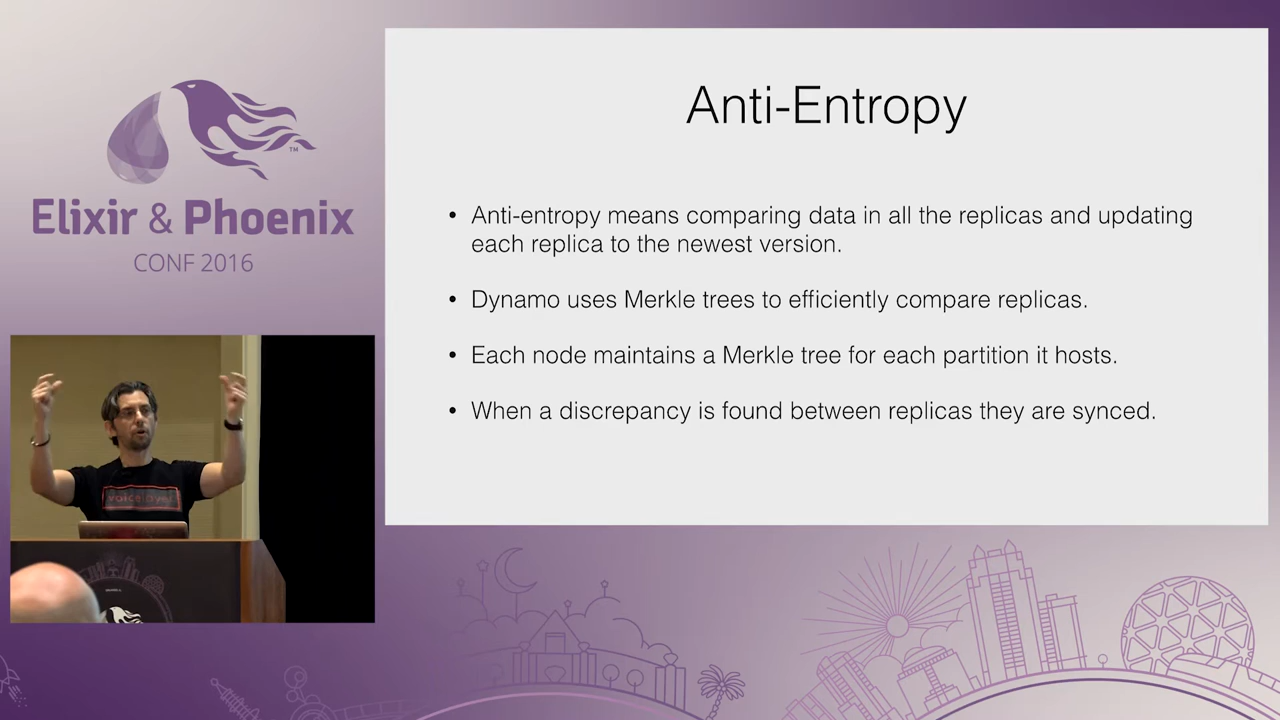 Elixir & Phoenix
CONF 2016
TM
Anti-Entropy
• Anti-entropy means comparing data in all the replicas and updating
each replica to the newest version.
• Dynamo uses Merkle trees to efficiently compare replicas.
• Each node maintains a Merkle tree for each partition it hosts.
• When a discrepancy is found between replicas they are synced.
voicelayer